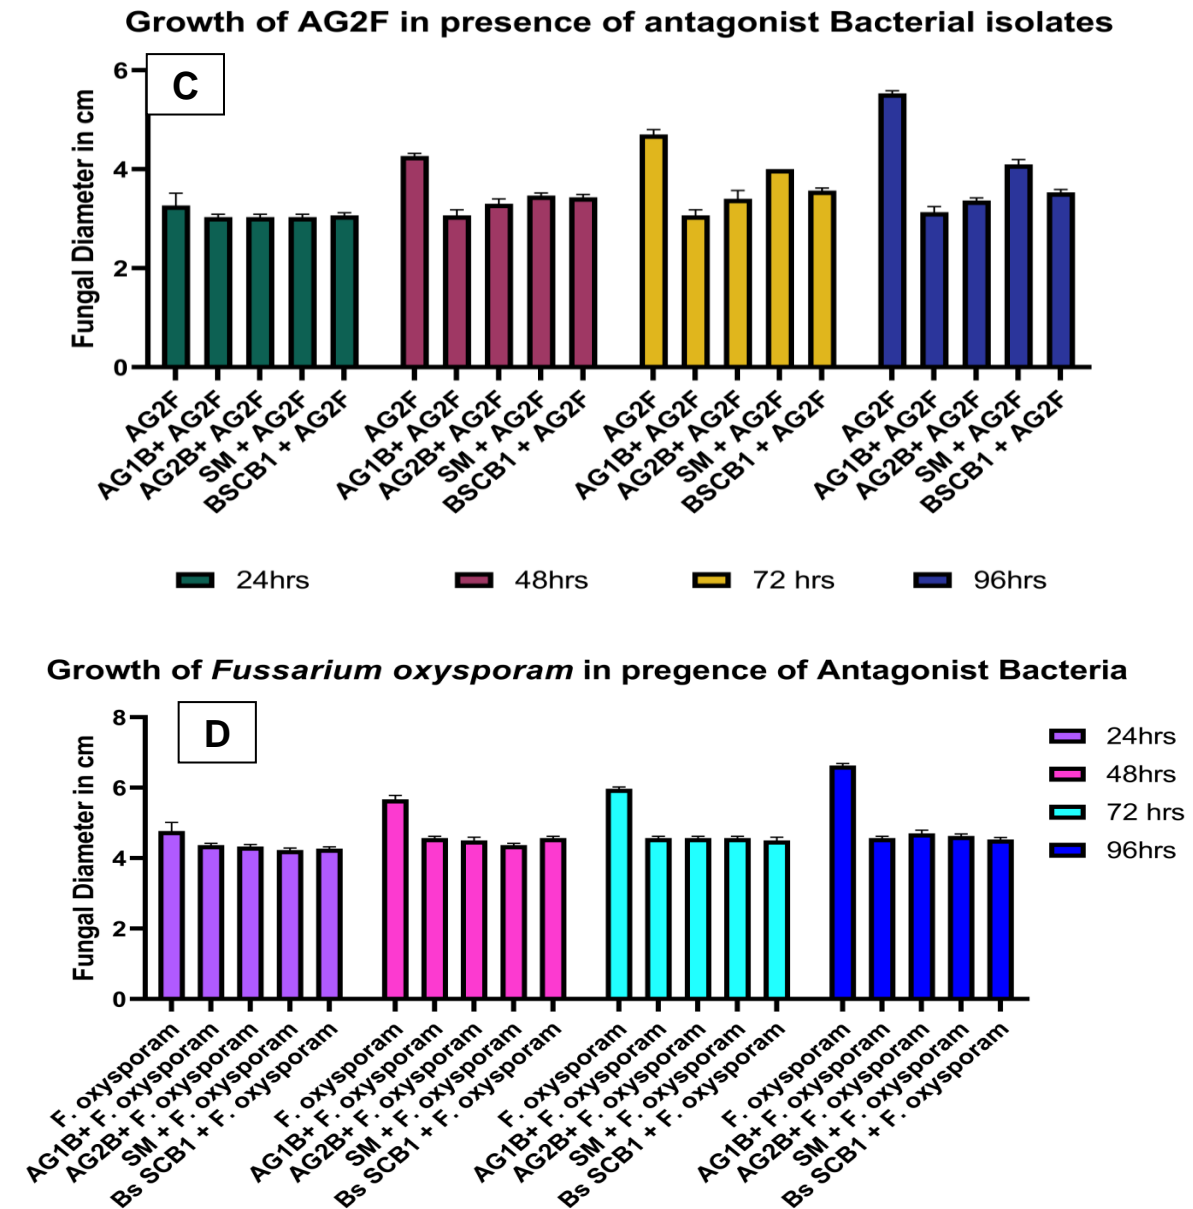 Growth of AG2F in presence of antagonist Bacterial isolates
C
Fungal Diameter in cm
6
4
2
0
AG2F
AG1B+ AG2F
AG2B+ AG2F
SM + AG2F
BSCB1 + AG2F
AG2F
AG1B+ AG2F
AG2B+ AG2F
SM + AG2F
BSCB1 + AG2F
AG2F
AG1B+ AG2F
AG2B+ AG2F
SM + AG2F
BSCB1 + AG2F
AG2F
AG1B+ AG2F
AG2B+ AG2F
SM + AG2F
BSCB1 + AG2F
24hrs
48hrs
72 hrs
96hrs
Growth of Fussarium oxysporam in pregence of Antagonist Bacteria
D
Fungal Diameter in cm
8
6
4
2
0
F. oxysporam
AG1B+ F. oxysporam
AG2B+ F. oxysporam
SM + F. oxysporam
Bs SCB1 + F. oxysporam
F. oxysporam
AG1B+ F. oxysporam
AG2B+ F. oxysporam
SM + F. oxysporam
Bs SCB1 + F. oxysporam
F. oxysporam
AG1B+ F. oxysporam
AG2B+ F. oxysporam
SM + F. oxysporam
Bs SCB1 + F. oxysporam
F. oxysporam
AG1B+ F. oxysporam
AG2B+ F. oxysporam
SM + F. oxysporam
Bs SCB1 + F. oxysporam
24hrs
48hrs
72 hrs
96hrs